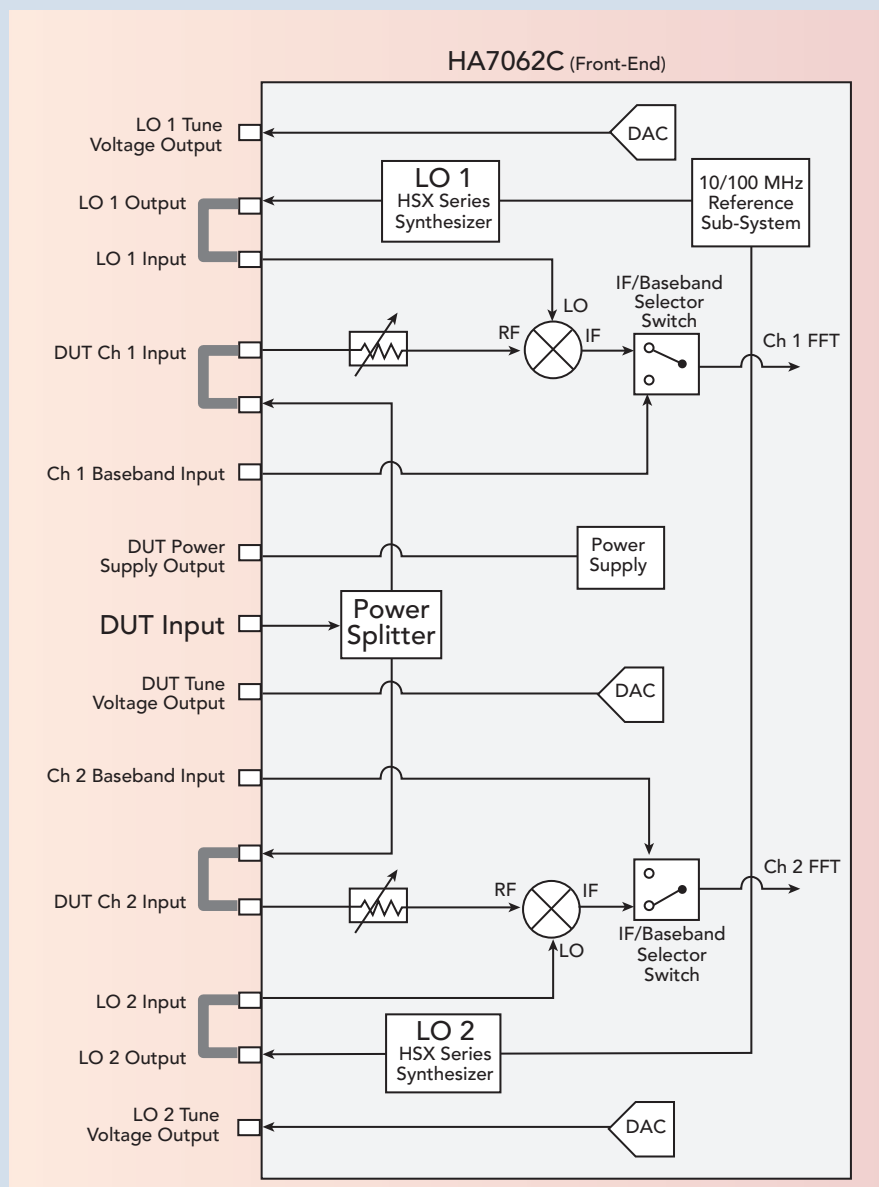 HA7062C (Front-End)
LO 1 Tune
Voltage Output
DAC
LO 1 Output
LO 1
HSX Series
Synthesizer
10/100 MHz
Reference
Sub-System
LO 1 Input
LO
IF/Baseband
Selector
Switch
DUT Ch 1 Input
RF
IF
Ch 1 FFT
Ch 1 Baseband Input
DUT Power
Supply Output
Power
Supply
DUT Input
Power
Splitter
DUT Tune
Voltage Output
DAC
Ch 2 Baseband Input
DUT Ch 2 Input
RF
IF
LO
Ch 2 FFT
IF/Baseband
Selector
Switch
LO 2 Input
LO 2 Output
LO 2
HSX Series
Synthesizer
LO 2 Tune
Voltage Output
DAC